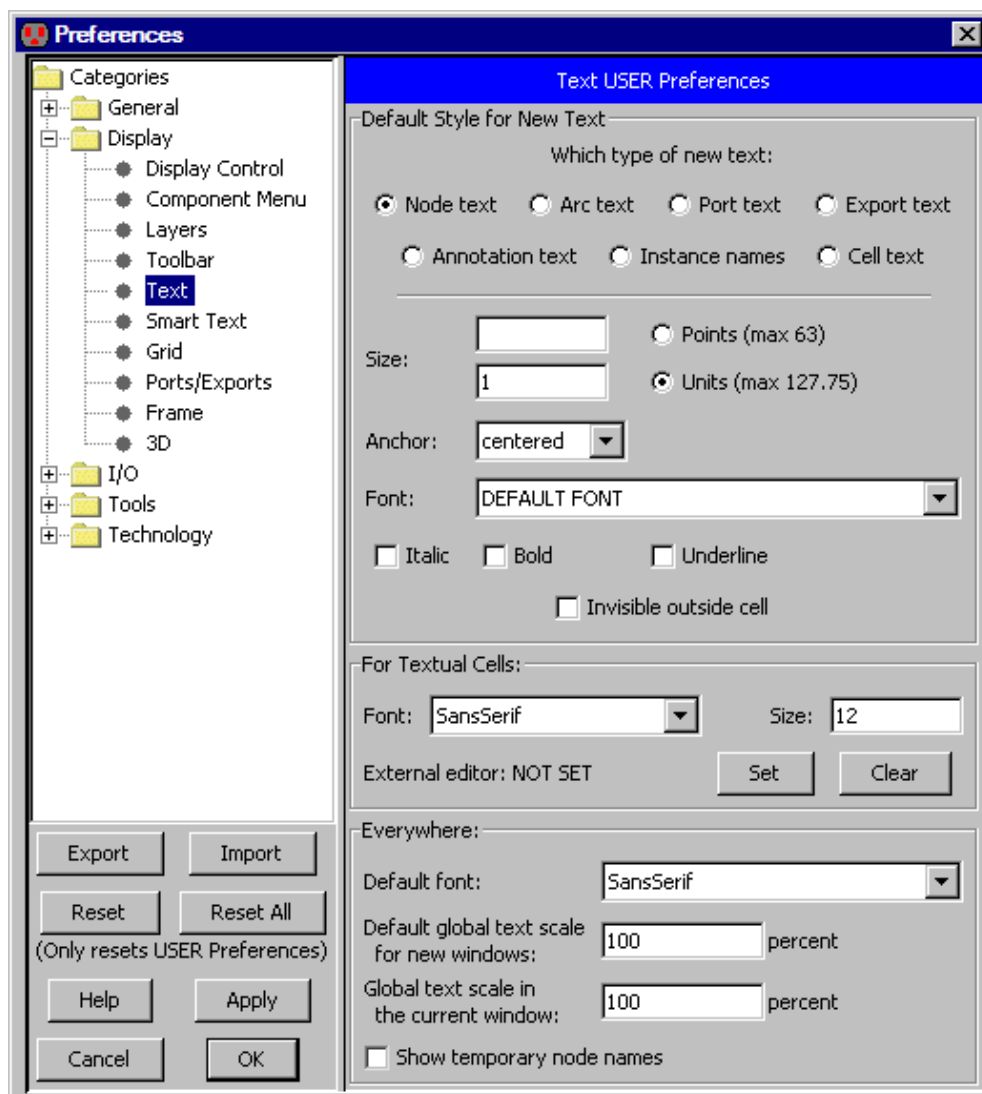 Preferences
Categories
General
Display
Display Control
Component Menu
Layers
Toolbar
Text
Smart Text
Grid
Ports/Exports
Frame
3D
I/O
Tools
Technology
Export Import
Reset Reset All
(Only resets USER Preferences)
Help Apply
Cancel OK
Text USER Preferences
Default Style for New Text
Which type of new text:
Node text Arc text Port text Export text
Annotation text Instance names Cell text
Size:
Points (max 63)
1 Units (max 127.75)
Anchor: centered
Font: DEFAULT FONT
Italic Bold Underline
Invisible outside cell
For Textual Cells:
Font: SansSerif Size: 12
External editor: NOT SET Set Clear
Everywhere:
Default font: SansSerif
Default global text scale
for new windows: 100 percent
Global text scale in
the current window: 100 percent
Show temporary node names